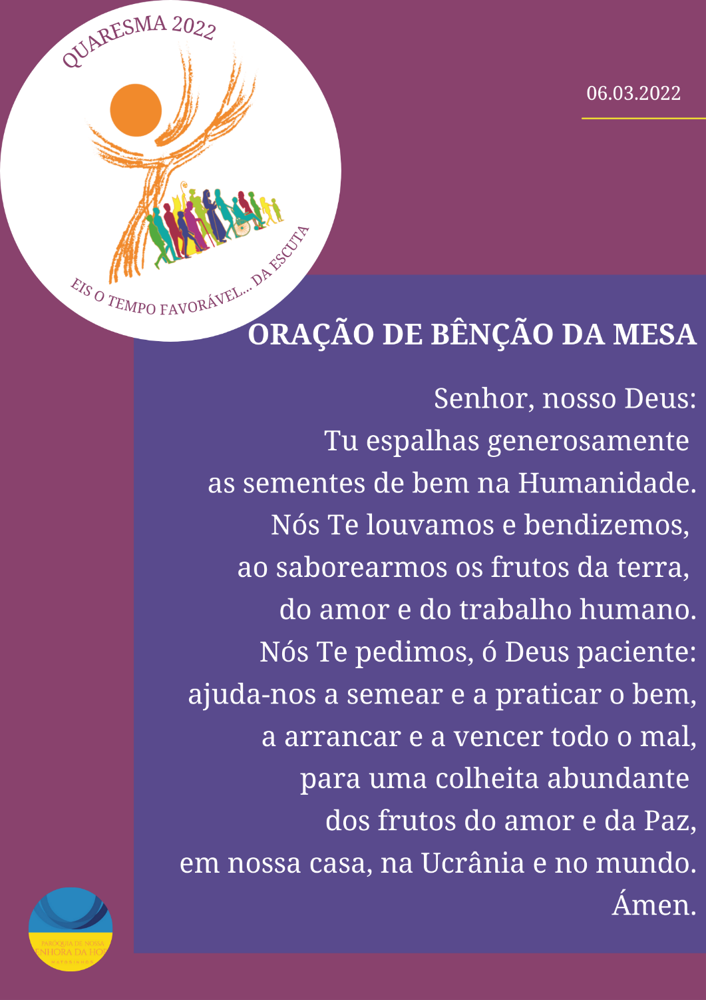 QUARESMA 2022
EIS O TEMPO FAVORÁVEL... DA ESCUTA
06.03.2022
ORAÇÃO DE BÊNÇÃO DA MESA
Senhor, nosso Deus:
Tu espalhas generosamente
as sementes de bem na Humanidade.
Nós Te louvamos e bendizemos,
ao saborearmos os frutos da terra,
do amor e do trabalho humano.
Nós Te pedimos, ó Deus paciente:
ajuda-nos a semear e a praticar o bem,
a arrancar e a vencer todo o mal,
para uma colheita abundante
dos frutos do amor e da Paz,
em nossa casa, na Ucrânia e no mundo.
Ámen.
PARÓQUIA DE NOSSA
ENHORA DA HO